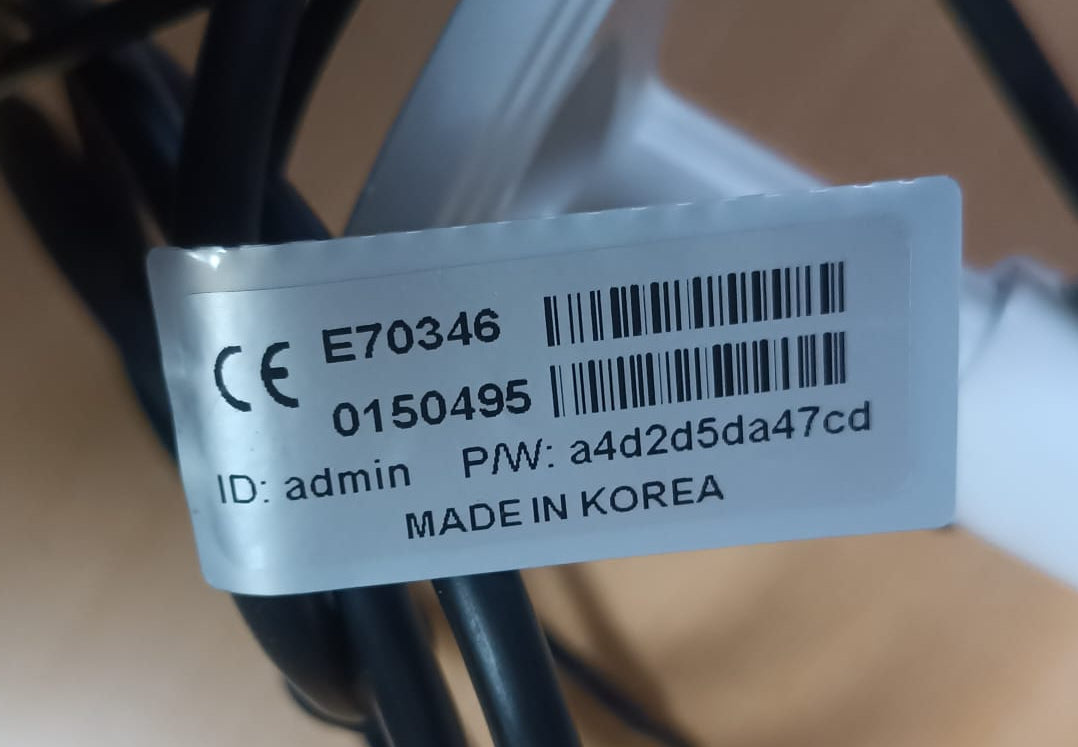 CE E70346
0150495
ID: admin P/W: a4d2d5da47cd
MADE IN KOREA